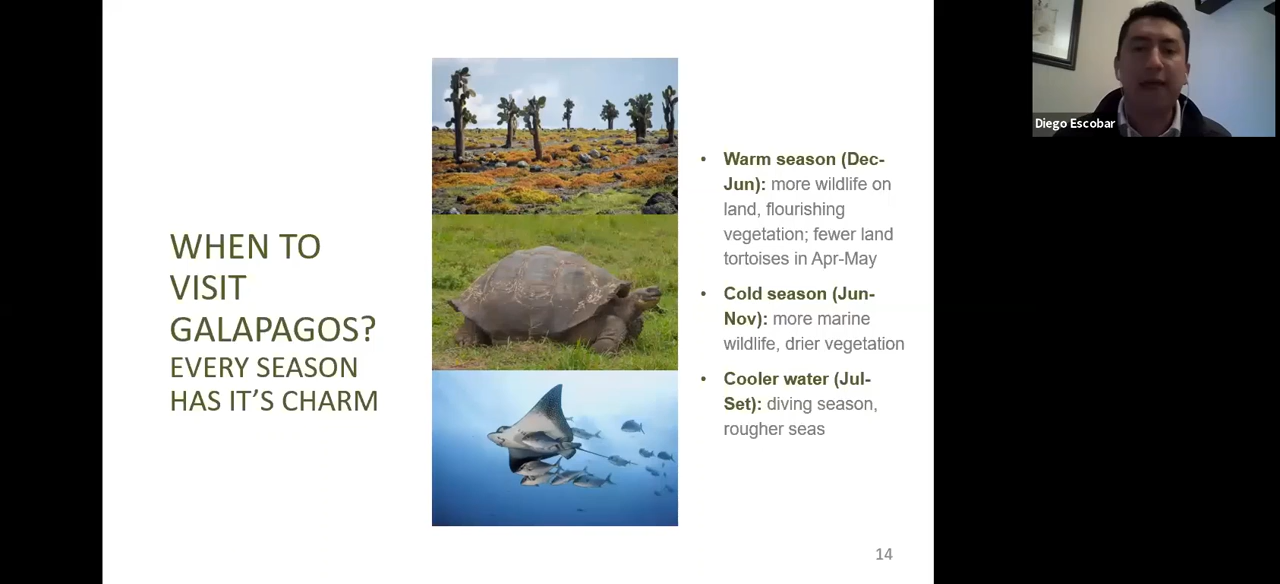 WHEN TO
VISIT
GALAPAGOS?
EVERY SEASON
HAS IT’S CHARM
• Warm season (Dec-
Jun): more wildlife on
land, flourishing
vegetation; fewer land
tortoises in Apr-May
• Cold season (Jun-
Nov): more marine
wildlife, drier vegetation
• Cooler water (Jul-
Set): diving season,
rougher seas
14
Diego Escobar